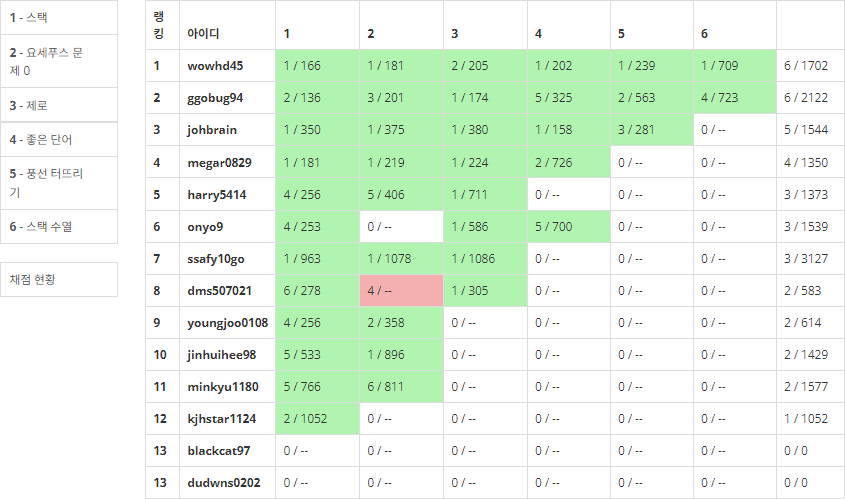 1 - 스택
2 - 요세푸스 문
제 0
3 - 제로
4 - 좋은 단어
5 - 풍선 터뜨리
기
6 - 스택 수열
채점 현황
랭
킹 아이디 1 2 3 4 5 6
1 wowhd45 1 / 166 1 / 181 2 / 205 1 / 202 1 / 239 1 / 709 6 / 1702
2 ggobug94 2 / 136 3 / 201 1 / 174 5 / 325 2 / 563 4 / 723 6 / 2122
3 johbrain 1 / 350 1 / 375 1 / 380 1 / 158 3 / 281 0 / -- 5 / 1544
4 megar0829 1 / 181 1 / 219 1 / 224 2 / 726 0 / -- 0 / -- 4 / 1350
5 harry5414 4 / 256 5 / 406 1 / 711 0 / -- 0 / -- 0 / -- 3 / 1373
6 onyo9 4 / 253 0 / -- 1 / 586 5 / 700 0 / -- 0 / -- 3 / 1539
7 ssafy10go 1 / 963 1 / 1078 1 / 1086 0 / -- 0 / -- 0 / -- 3 / 3127
8 dms507021 6 / 278 4 / -- 1 / 305 0 / -- 0 / -- 0 / -- 2 / 583
9 youngjoo0108 4 / 256 2 / 358 0 / -- 0 / -- 0 / -- 0 / -- 2 / 614
10 jinhuihee98 5 / 533 1 / 896 0 / -- 0 / -- 0 / -- 0 / -- 2 / 1429
11 minkyu1180 5 / 766 6 / 811 0 / -- 0 / -- 0 / -- 0 / -- 2 / 1577
12 kjhstar1124 2 / 1052 0 / -- 0 / -- 0 / -- 0 / -- 0 / -- 1 / 1052
13 blackcat97 0 / -- 0 / -- 0 / -- 0 / -- 0 / -- 0 / -- 0 / 0
13 dudwns0202 0 / -- 0 / -- 0 / -- 0 / -- 0 / -- 0 / -- 0 / 0